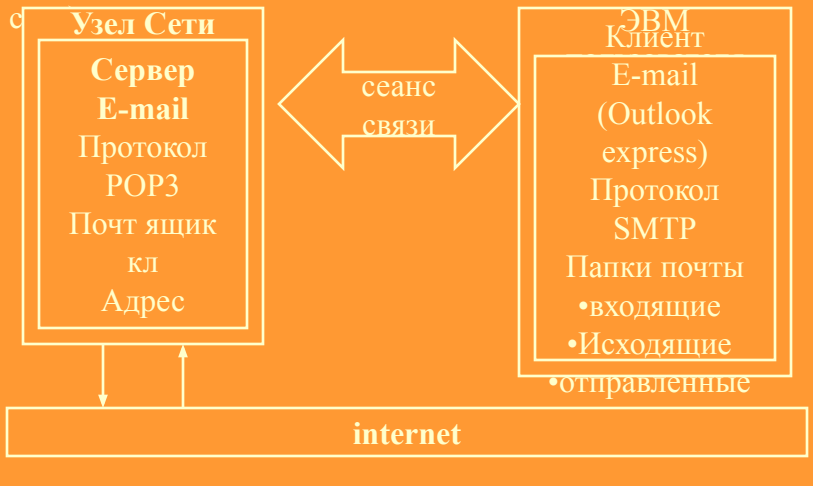 с
Узел Сети
Сервер
E-mail
Протокол
POP3
Почт ящик
кл
Адрес
сеанс
связи
ЭВМ
Клиент
E-mail
(Outlook
express)
Протокол
SMTP
Папки почты
•входящие
•Исходящие
•отправленные
internet